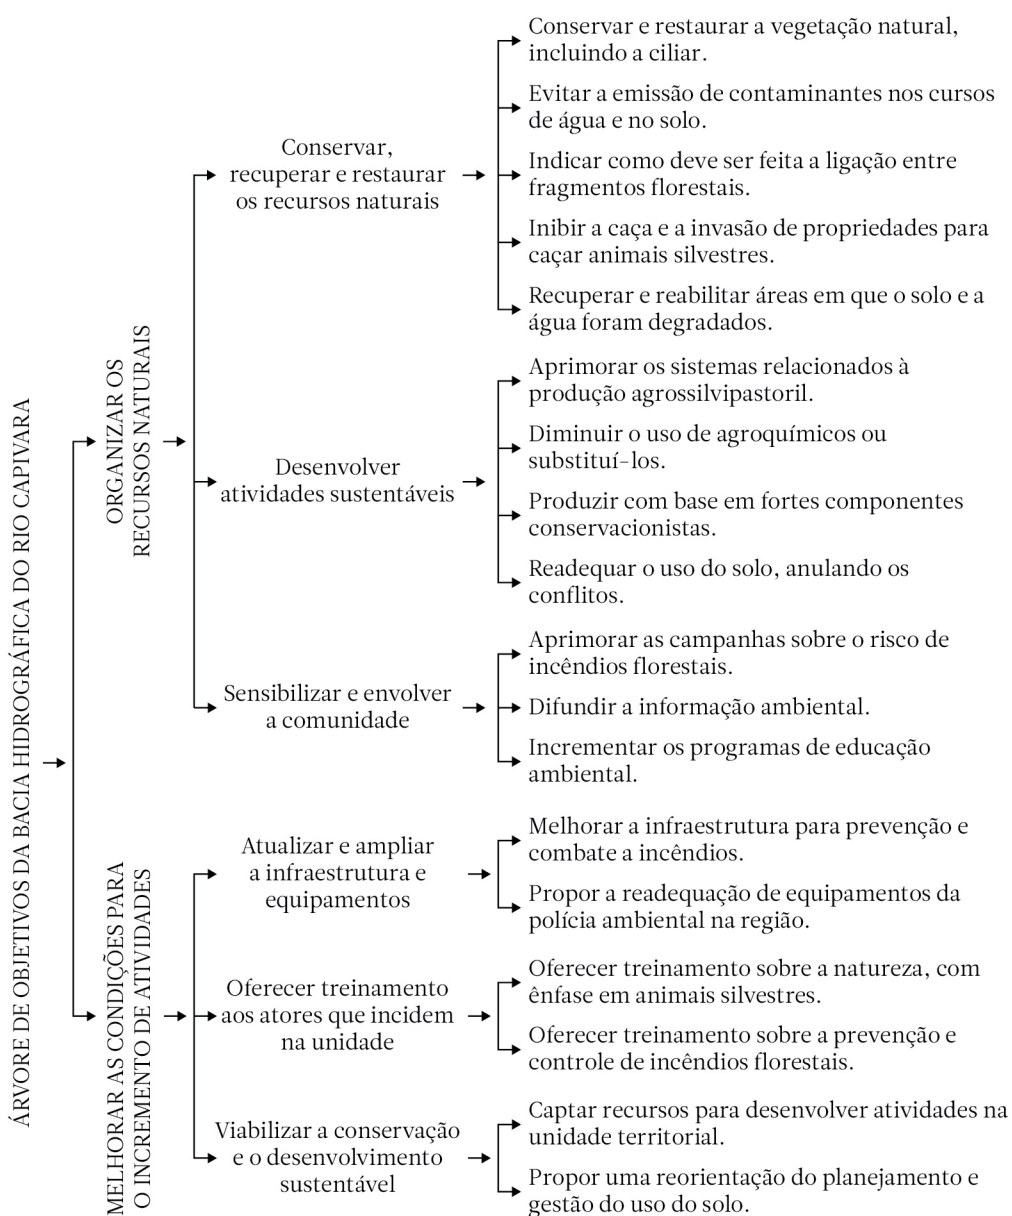 ÁRVORE DE OBJETIVOS DA BACIA HIDROGRÁFICA DO RIO CAPIVARA
ORGANIZAR OS
RECURSOS NATURAIS
Conservar,
recuperar e restaurar
os recursos naturais
Conservar e restaurar a vegetação natural,
incluindo a ciliar.
Evitar a emissão de contaminantes nos cursos
de água e no solo.
Indicar como deve ser feita a ligação entre
fragmentos florestais.
Inibir a caça e a invasão de propriedades para
caçar animais silvestres.
Recuperar e reabilitar áreas em que o solo e a
água foram degradados.
Desenvolver
atividades sustentáveis
Aprimorar os sistemas relacionados à
produção agrossilvipastoril.
Diminuir o uso de agroquímicos ou
substituí-los.
Produzir com base em fortes componentes
conservacionistas.
Readequar o uso do solo, anulando os
conflitos.
Sensibilizar e envolver
a comunidade
Aprimorar as campanhas sobre o risco de
incêndios florestais.
Difundir a informação ambiental.
Incrementar os programas de educação
ambiental.
MELHORAR AS CONDIÇÕES PARA
O INCREMENTO DE ATIVIDADES
Atualizar e ampliar
a infraestrutura e
equipamentos
Melhorar a infraestrutura para prevenção e
combate a incêndios.
Propor a readequação de equipamentos da
polícia ambiental na região.
Oferecer treinamento
aos atores que incidem
na unidade
Oferecer treinamento sobre a natureza, com
ênfase em animais silvestres.
Oferecer treinamento sobre a prevenção e
controle de incêndios florestais.
Viabilizar a conservação
e o desenvolvimento
sustentável
Captar recursos para desenvolver atividades na
unidade territorial.
Propor uma reorientação do planejamento e
gestão do uso do solo.